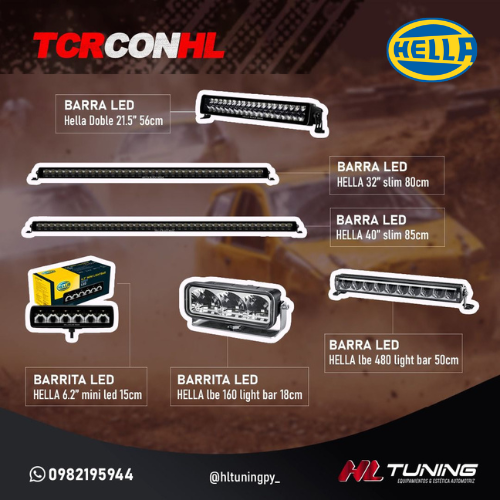 TCRCONHL
HELLA
BARRA LED
Hella Doble 21.5" 56cm
BARRA LED
HELLA 32" slim 80cm
BARRA LED
HELLA 40" slim 85cm
BARRITA LED
HELLA 6.2" mini led 15cm
BARRITA LED
HELLA lbe 160 light bar 18cm
BARRA LED
HELLA lbe 480 light bar 50cm
0982195944
@hltuningpy_
HL TUNING
EQUIPAMIENTOS & ESTÉTICA AUTOMOTRIZ